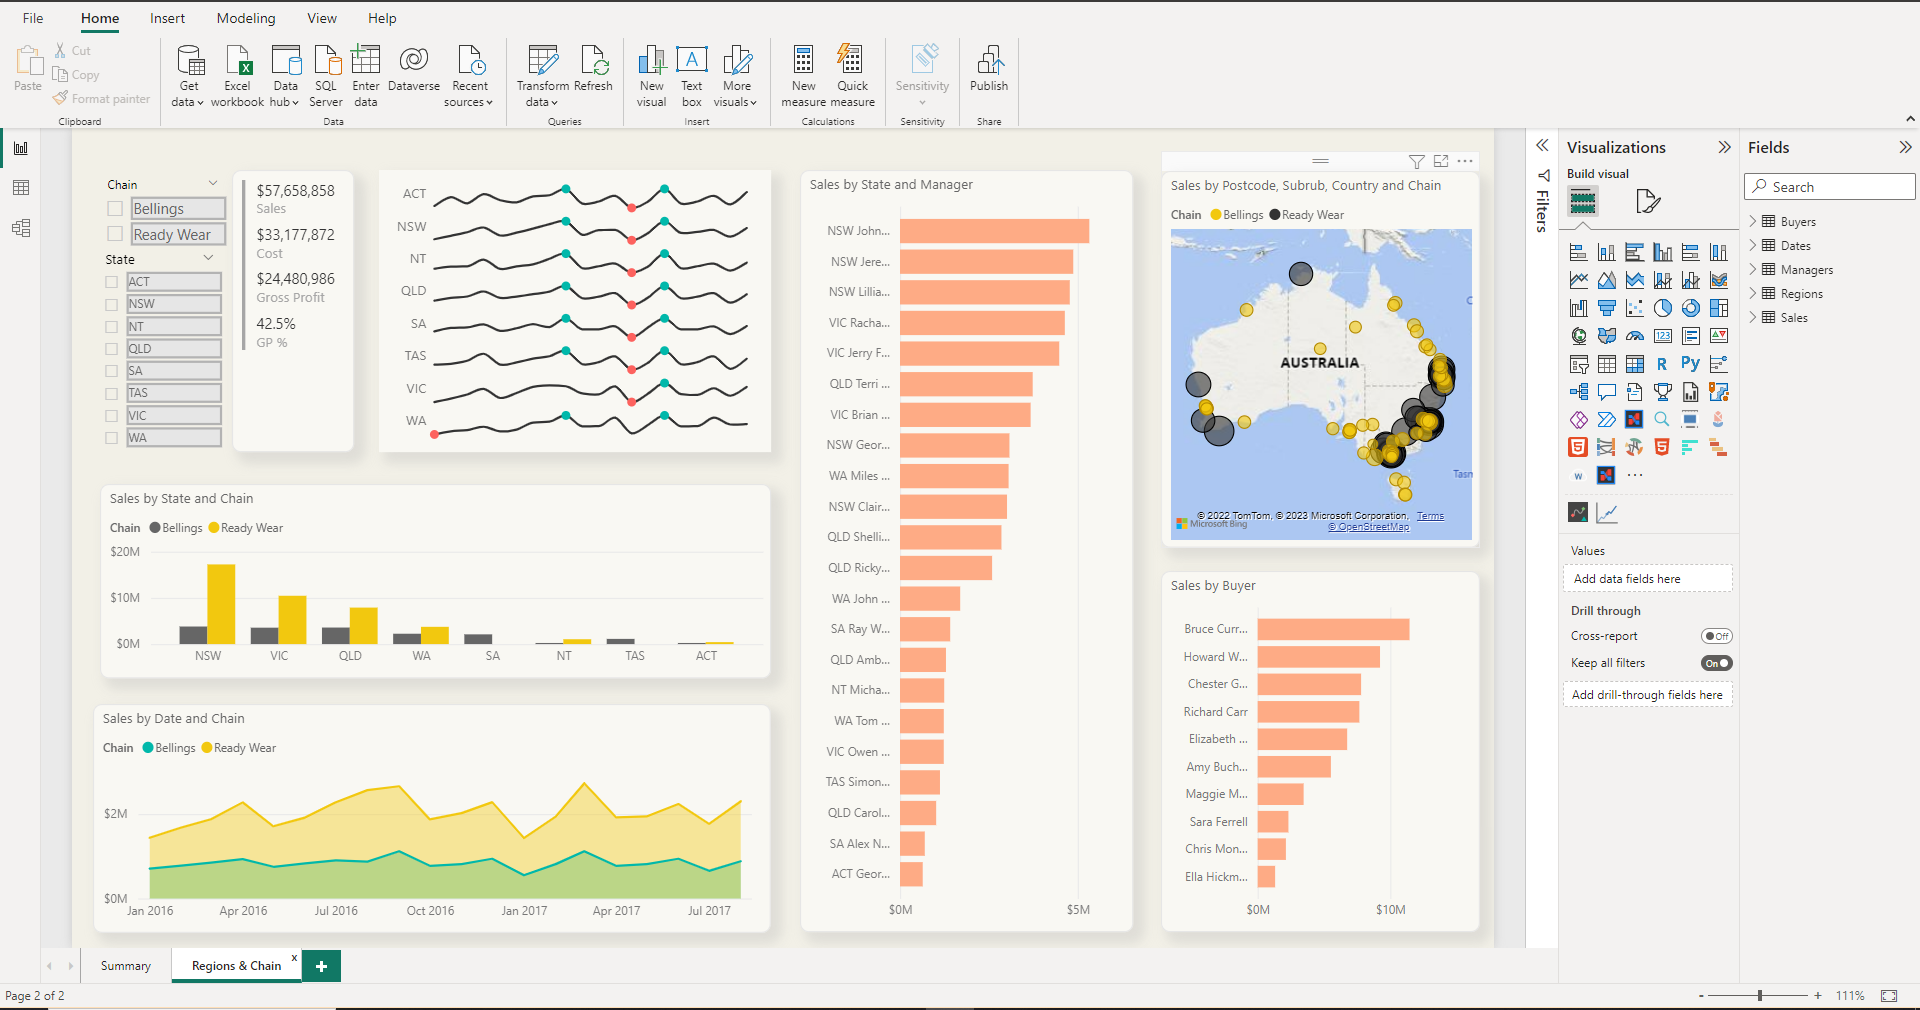 File Home Insert Modeling View Help
Paste
Cut
Copy
Format painter
Clipboard
Get data
Excel workbook
Data hub
SQL Server
Enter data
Dataverse
Recent sources
Data
Transform data
Refresh
Queries
New visual
Text box
More visuals
Insert
New measure
Quick measure
Calculations
Sensitivity
Sensitivity
Publish
Share
Chain
Bellings
Ready Wear
State
ACT
NSW
NT
QLD
SA
TAS
VIC
WA
$57,658,858
Sales
$33,177,872
Cost
$24,480,986
Gross Profit
42.5%
GP %
ACT
NSW
NT
QLD
SA
TAS
VIC
WA
Sales by State and Chain
Chain Bellings Ready Wear
$20M
$10M
$0M
NSW VIC QLD WA SA NT TAS ACT
Sales by Date and Chain
Chain Bellings Ready Wear
$2M
$0M
Jan 2016 Apr 2016 Jul 2016 Oct 2016 Jan 2017 Apr 2017 Jul 2017
Sales by State and Manager
NSW John...
NSW Jere...
NSW Lillia...
VIC Racha...
VIC Jerry F...
QLD Terri ...
VIC Brian ...
NSW Geor...
WA Miles ...
NSW Clair...
QLD Shelli...
QLD Ricky...
WA John ...
SA Ray W...
QLD Amb...
NT Micha...
WA Tom ...
VIC Owen ...
TAS Simon...
QLD Carol...
SA Alex N...
ACT Geor...
$0M $5M
Sales by Postcode, Subrub, Country and Chain
Chain Bellings Ready Wear
AUSTRALIA
Tasn
© 2022 TomTom, © 2023 Microsoft Corporation, Terms
Microsoft Bing
© OpenStreetMap
Sales by Buyer
Bruce Curr...
Howard W...
Chester G...
Richard Carr
Elizabeth ...
Amy Buch...
Maggie M...
Sara Ferrell
Chris Mon...
Ella Hickm...
$0M $10M
Filters
Visualizations
Build visual
R
Py
Values
Add data fields here
Drill through
Cross-report Off
Keep all filters On
Add drill-through fields here
Fields
Search
Buyers
Dates
Managers
Regions
Sales
Summary Regions & Chain x +
Page 2 of 2
- + 111%